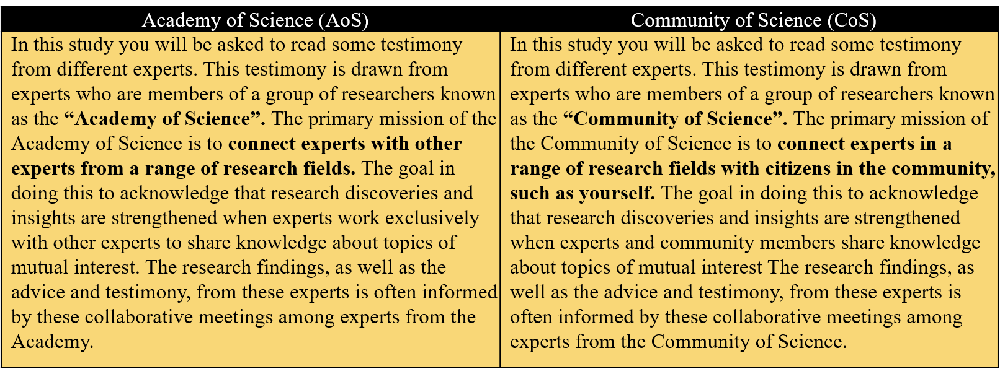 Academy of Science (AoS)
In this study you will be asked to read some testimony
from different experts. This testimony is drawn from
experts who are members of a group of researchers known
as the “Academy of Science”. The primary mission of the
Academy of Science is to connect experts with other
experts from a range of research fields. The goal in
doing this to acknowledge that research discoveries and
insights are strengthened when experts work exclusively
with other experts to share knowledge about topics of
mutual interest. The research findings, as well as the
advice and testimony, from these experts is often informed
by these collaborative meetings among experts from the
Academy.
Community of Science (CoS)
In this study you will be asked to read some testimony
from different experts. This testimony is drawn from
experts who are members of a group of researchers known
as the “Community of Science”. The primary mission of
the Community of Science is to connect experts in a
range of research fields with citizens in the community,
such as yourself. The goal in doing this to acknowledge
that research discoveries and insights are strengthened
when experts and community members share knowledge
about topics of mutual interest The research findings, as
well as the advice and testimony, from these experts is
often informed by these collaborative meetings among
experts from the Community of Science.